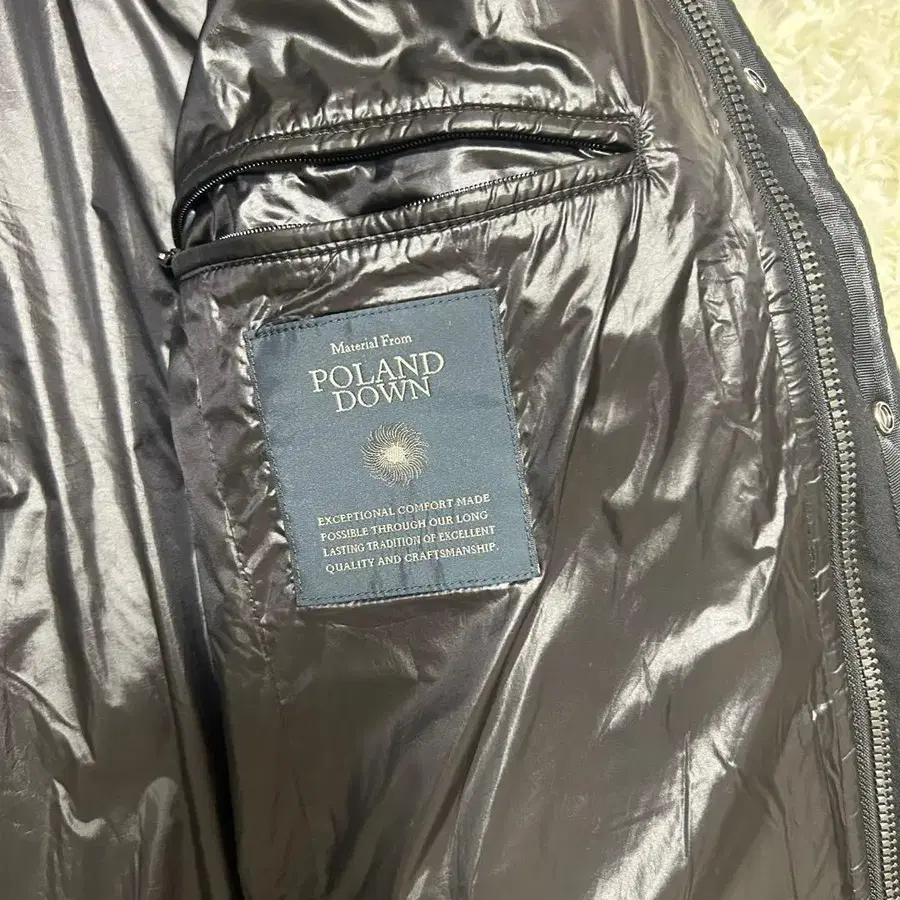 Material From
POLAND
DOWN
EXCEPTIONAL COMFORT MADE
POSSIBLE THROUGH OUR LONG
LASTING TRADITION OF EXCELLENT
QUALITY AND CRAFTSMANSHIP.